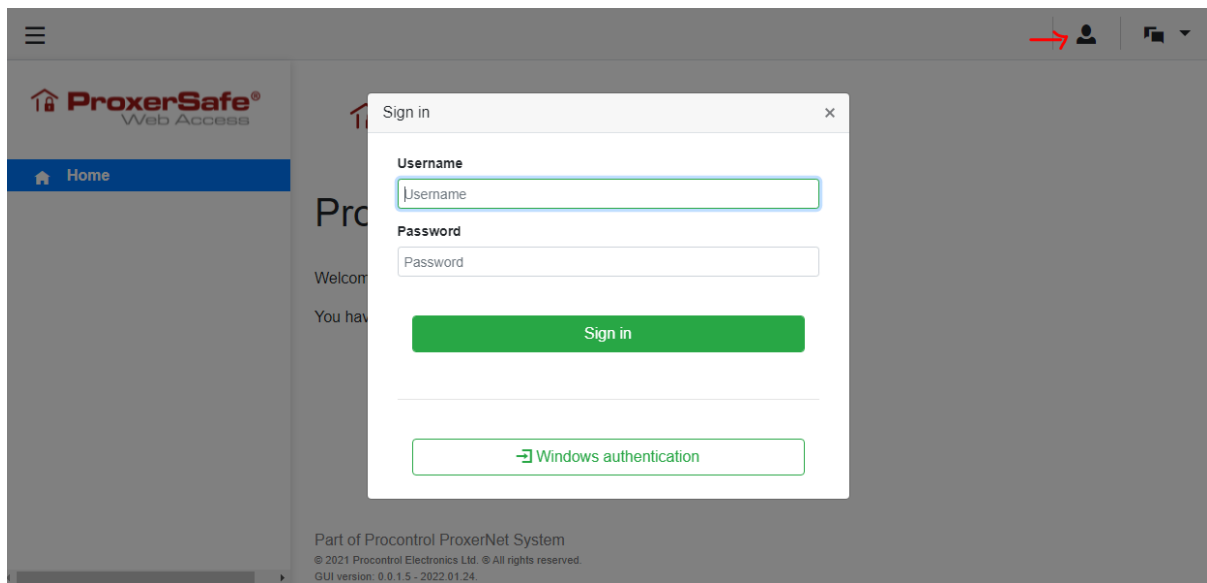 ProxerSafe®
Web Access
Home
Sign in
×
Username
Username
Password
Password
Sign in
Windows authentication
Pro
Welcom
You hav
Part of Procontrol ProxerNet System
© 2021 Procontrol Electronics Ltd. ® All rights reserved.
GUI version: 0.0.1.5 - 2022.01.24.